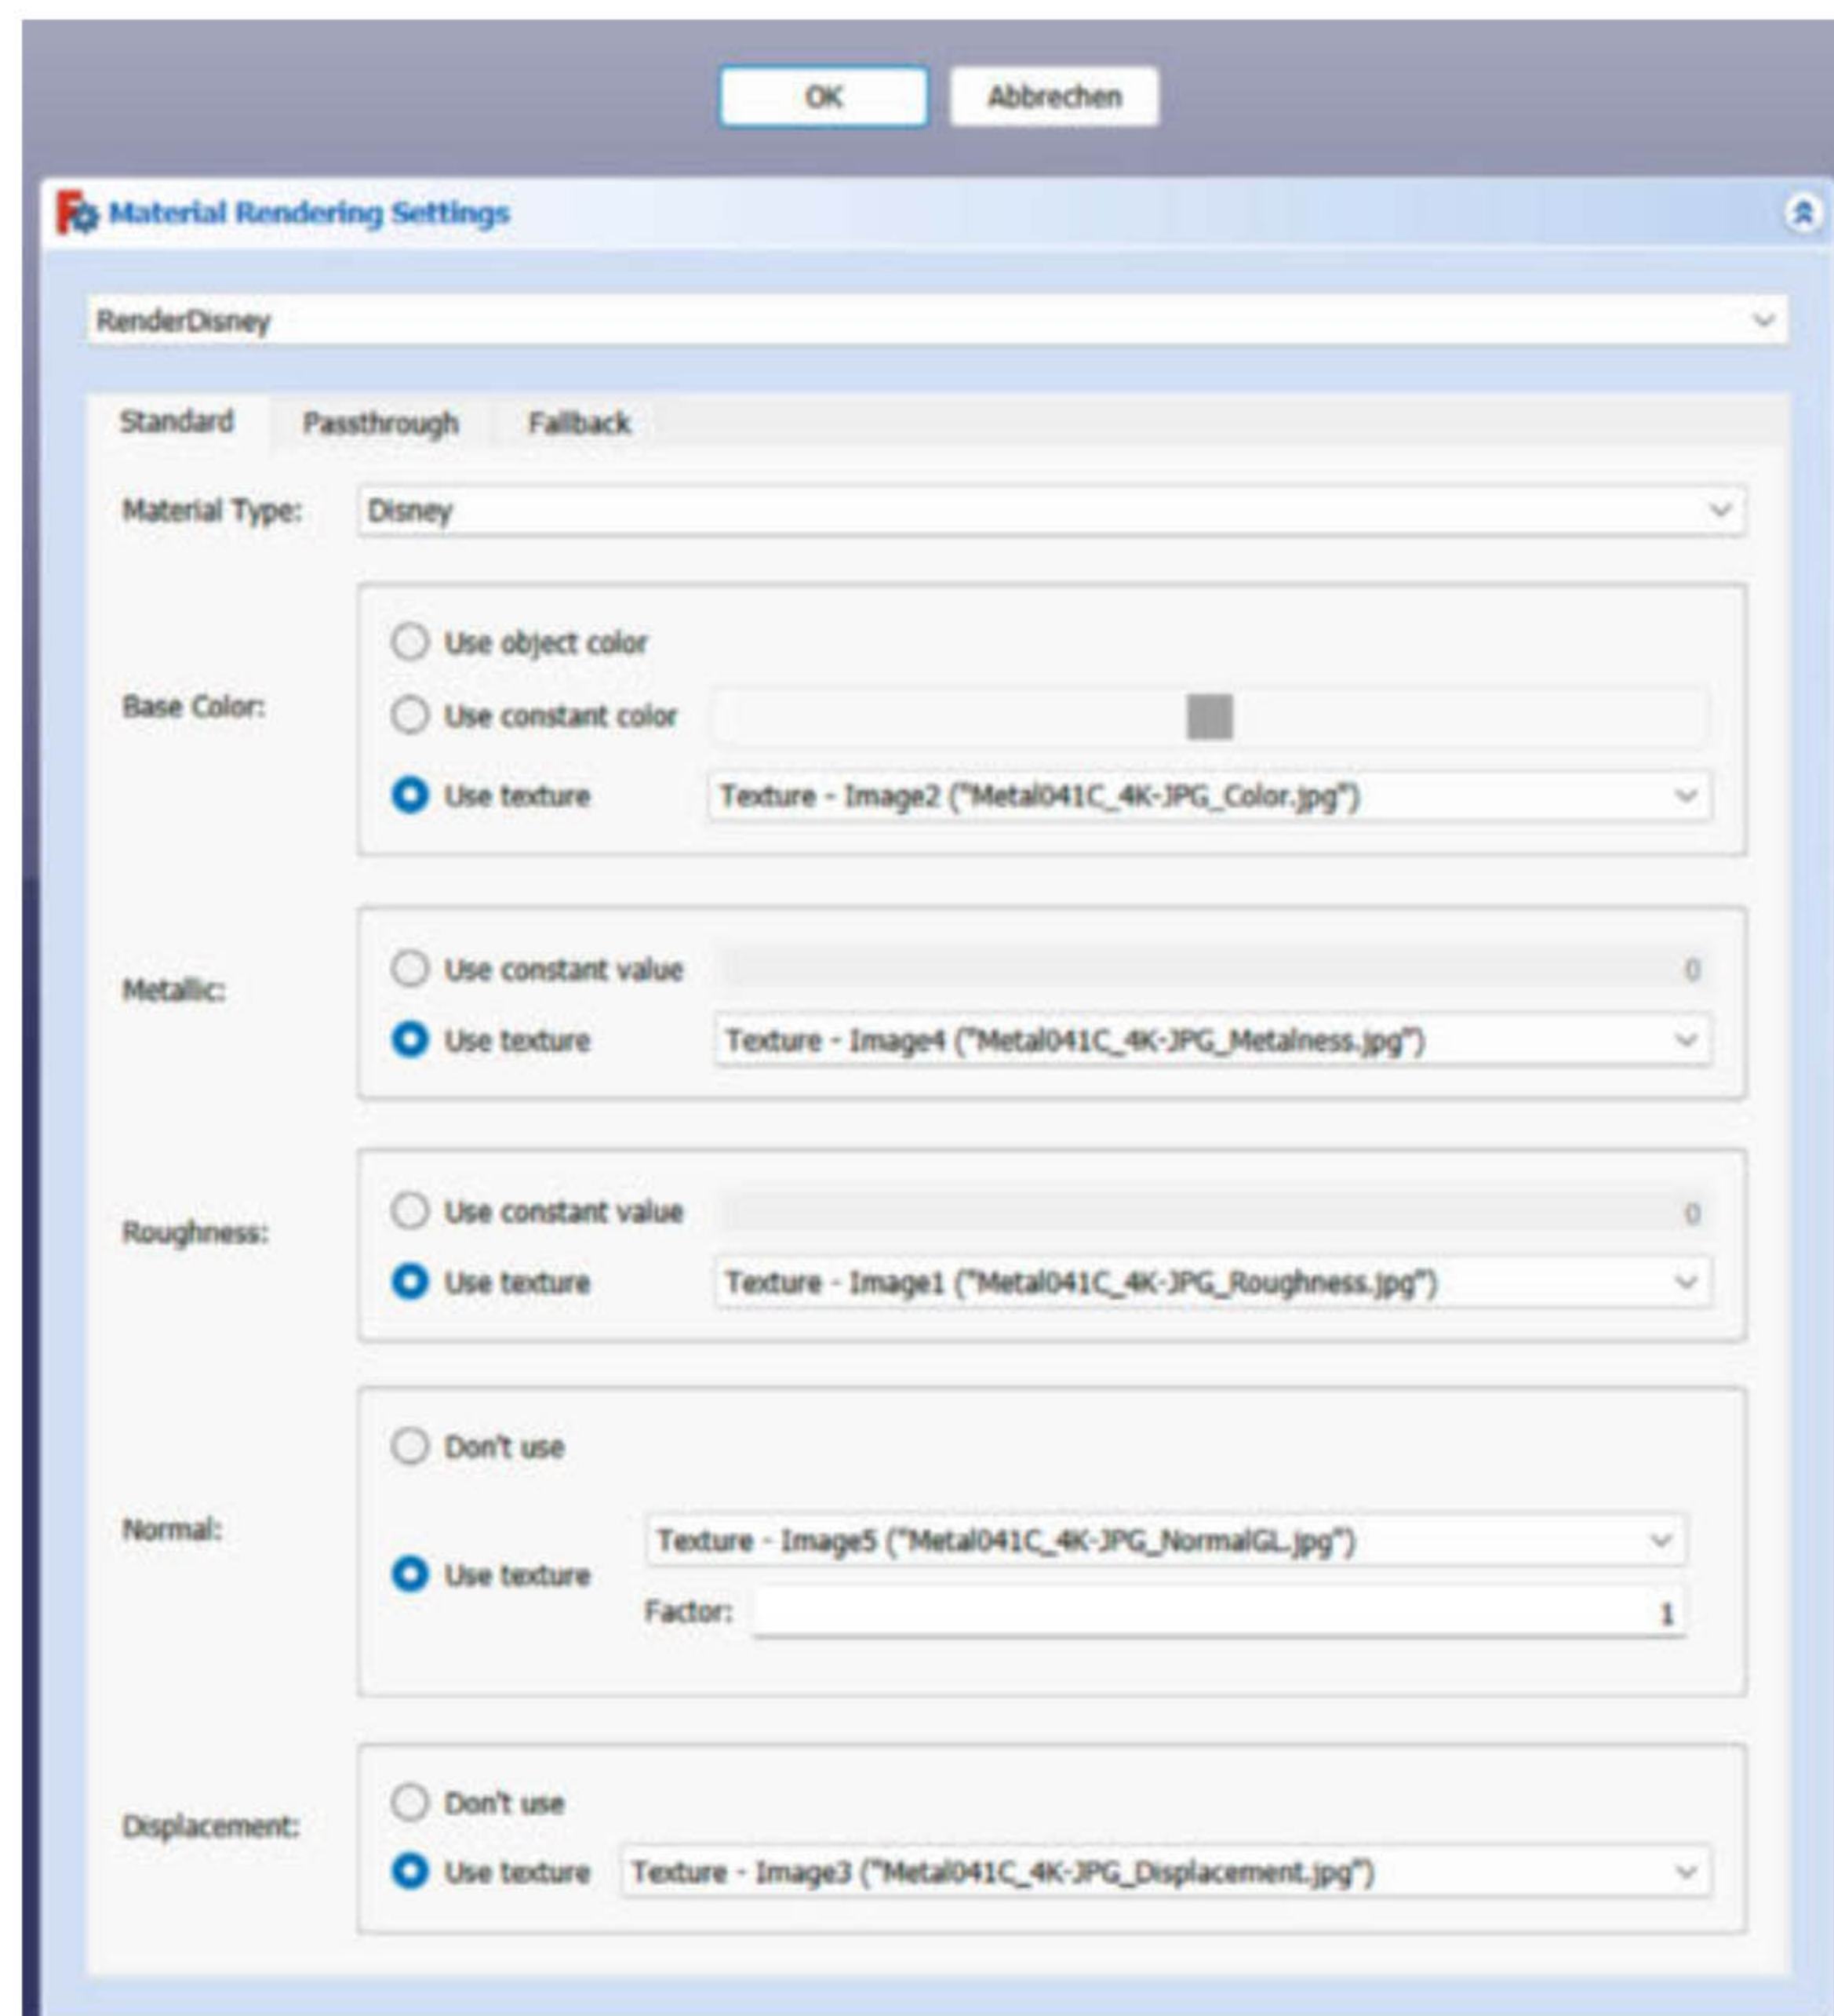 OK Abbrechen
Material Rendering Settings
RenderDisney
Standard Passthrough Fallback
Material Type: Disney
Use object color
Base Color:
Use constant color
Use texture Texture - Image2 ("Metal041C_4K-JPG_Color.jpg")
Use constant value 0
Metallic:
Use texture Texture - Image4 ("Metal041C_4K-JPG_Metalness.jpg")
Use constant value 0
Roughness:
Use texture Texture - Image1 ("Metal041C_4K-JPG_Roughness.jpg")
Don't use
Normal:
Texture - Image5 ("Metal041C_4K-JPG_NormalGL.jpg")
Use texture
Factor: 1
Don't use
Displacement:
Use texture Texture - Image3 ("Metal041C_4K-JPG_Displacement.jpg")